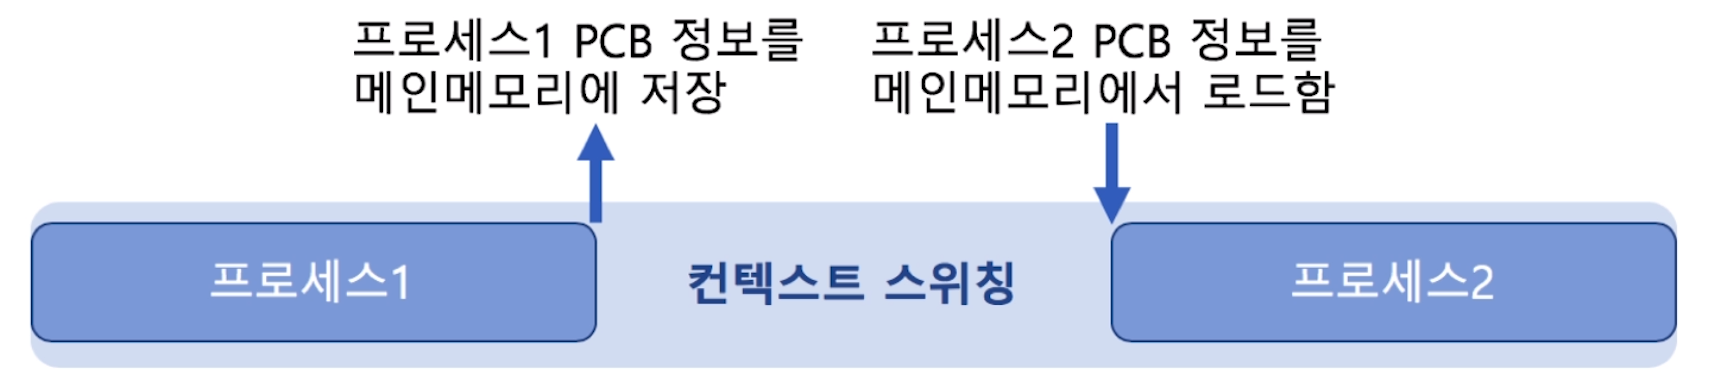 프로세스1 PCB 정보를
메인메모리에 저장
프로세스2 PCB 정보를
메인메모리에서 로드함
프로세스1
컨텍스트 스위칭
프로세스2